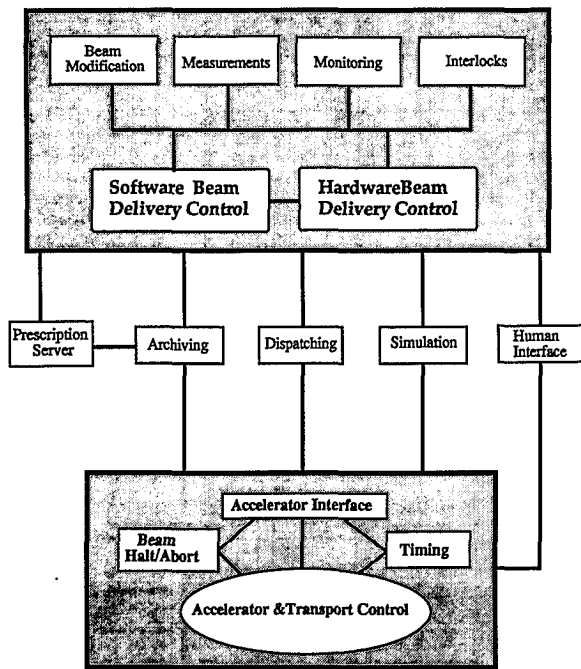 Beam
Modification
Measurements
Monitoring
Interlocks
Software Beam
Delivery Control
HardwareBeam
Delivery Control
Prescription
Server
Archiving
Dispatching
Simulation
Human
Interface
Accelerator Interface
Beam
Halt/Abort
Timing
Accelerator &Transport Control